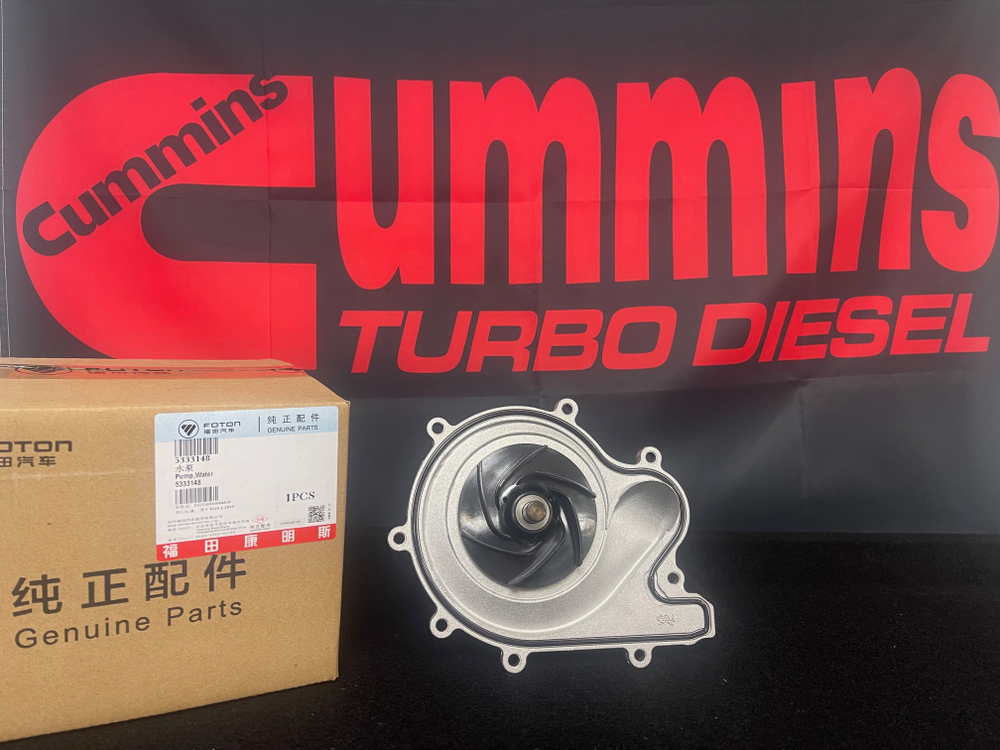 Cummins
Cummins
TURBO DIESEL
FOTON
福田汽车
纯正配件
GENUINE PARTS
5333148
水泵
Pump,Water
5333148
1PCS
福田康明斯
纯正配件
Genuine Parts